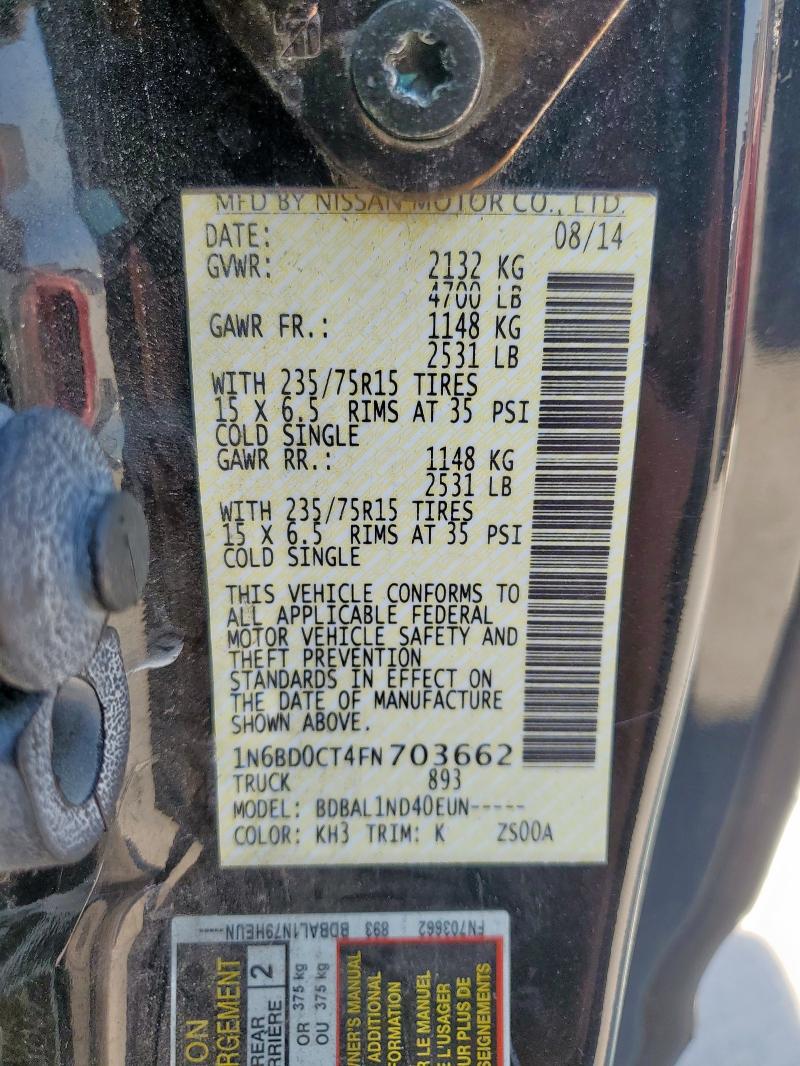 MFD BY NISSAN MOTOR CO., LTD.
DATE: 08/14
GVWR: 2132 KG
4700 LB
GAWR FR.: 1148 KG
2531 LB
WITH 235/75R15 TIRES
15 X 6.5 RIMS AT 35 PSI
COLD SINGLE
GAWR RR.: 1148 KG
2531 LB
WITH 235/75R15 TIRES
15 X 6.5 RIMS AT 35 PSI
COLD SINGLE
THIS VEHICLE CONFORMS TO
ALL APPLICABLE FEDERAL
MOTOR VEHICLE SAFETY AND
THEFT PREVENTION
STANDARDS IN EFFECT ON
THE DATE OF MANUFACTURE
SHOWN ABOVE.
1N6BD0CT4FN703662
TRUCK 893
MODEL: BDBAL1ND40EUN-----
COLOR: KH3 TRIM: K ZS00A
FN703662 893 BDBAL1N79HEUN-----
ON
RGEMENT
REAR
RRIÈRE
2
OR 375 kg
OU 375 kg
WNER'S MANUAL
ADDITIONAL
FORMATION
R LE MANUEL
L'USAGER
UR PLUS DE
SEIGNEMENTS